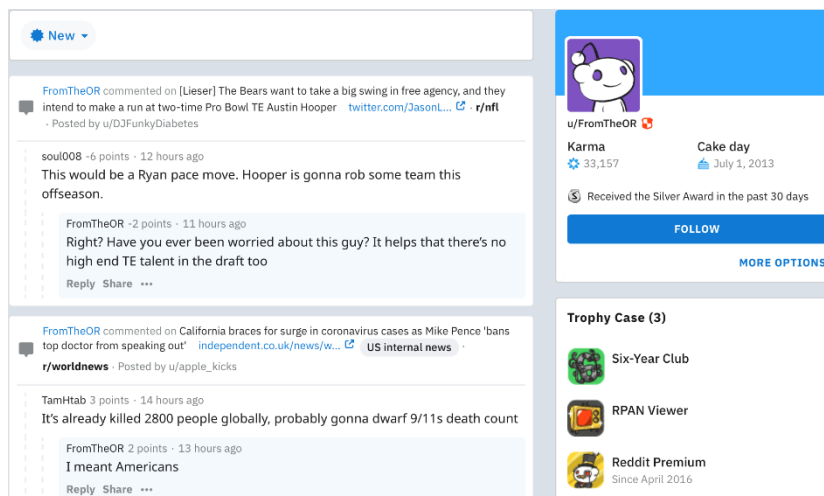 New
FromTheOR commented on [Lieser] The Bears want to take a big swing in free agency, and they
intend to make a run at two-time Pro Bowl TE Austin Hooper twitter.com/JasonL... · r/nfl
· Posted by u/DJFunkyDiabetes
soul008 -6 points · 12 hours ago
This would be a Ryan pace move. Hooper is gonna rob some team this
offseason.
FromTheOR -2 points · 11 hours ago
Right? Have you ever been worried about this guy? It helps that there's no
high end TE talent in the draft too
Reply Share ···
FromTheOR commented on California braces for surge in coronavirus cases as Mike Pence 'bans
top doctor from speaking out' independent.co.uk/news/w... US internal news ·
r/worldnews · Posted by u/apple_kicks
TamHtab 3 points · 14 hours ago
It's already killed 2800 people globally, probably gonna dwarf 9/11s death count
FromTheOR 2 points · 13 hours ago
I meant Americans
Reply Share ···
u/FromTheOR
Karma Cake day
33,157 July 1, 2013
Received the Silver Award in the past 30 days
FOLLOW
MORE OPTIONS
Trophy Case (3)
Six-Year Club
RPAN Viewer
Reddit Premium
Since April 2016